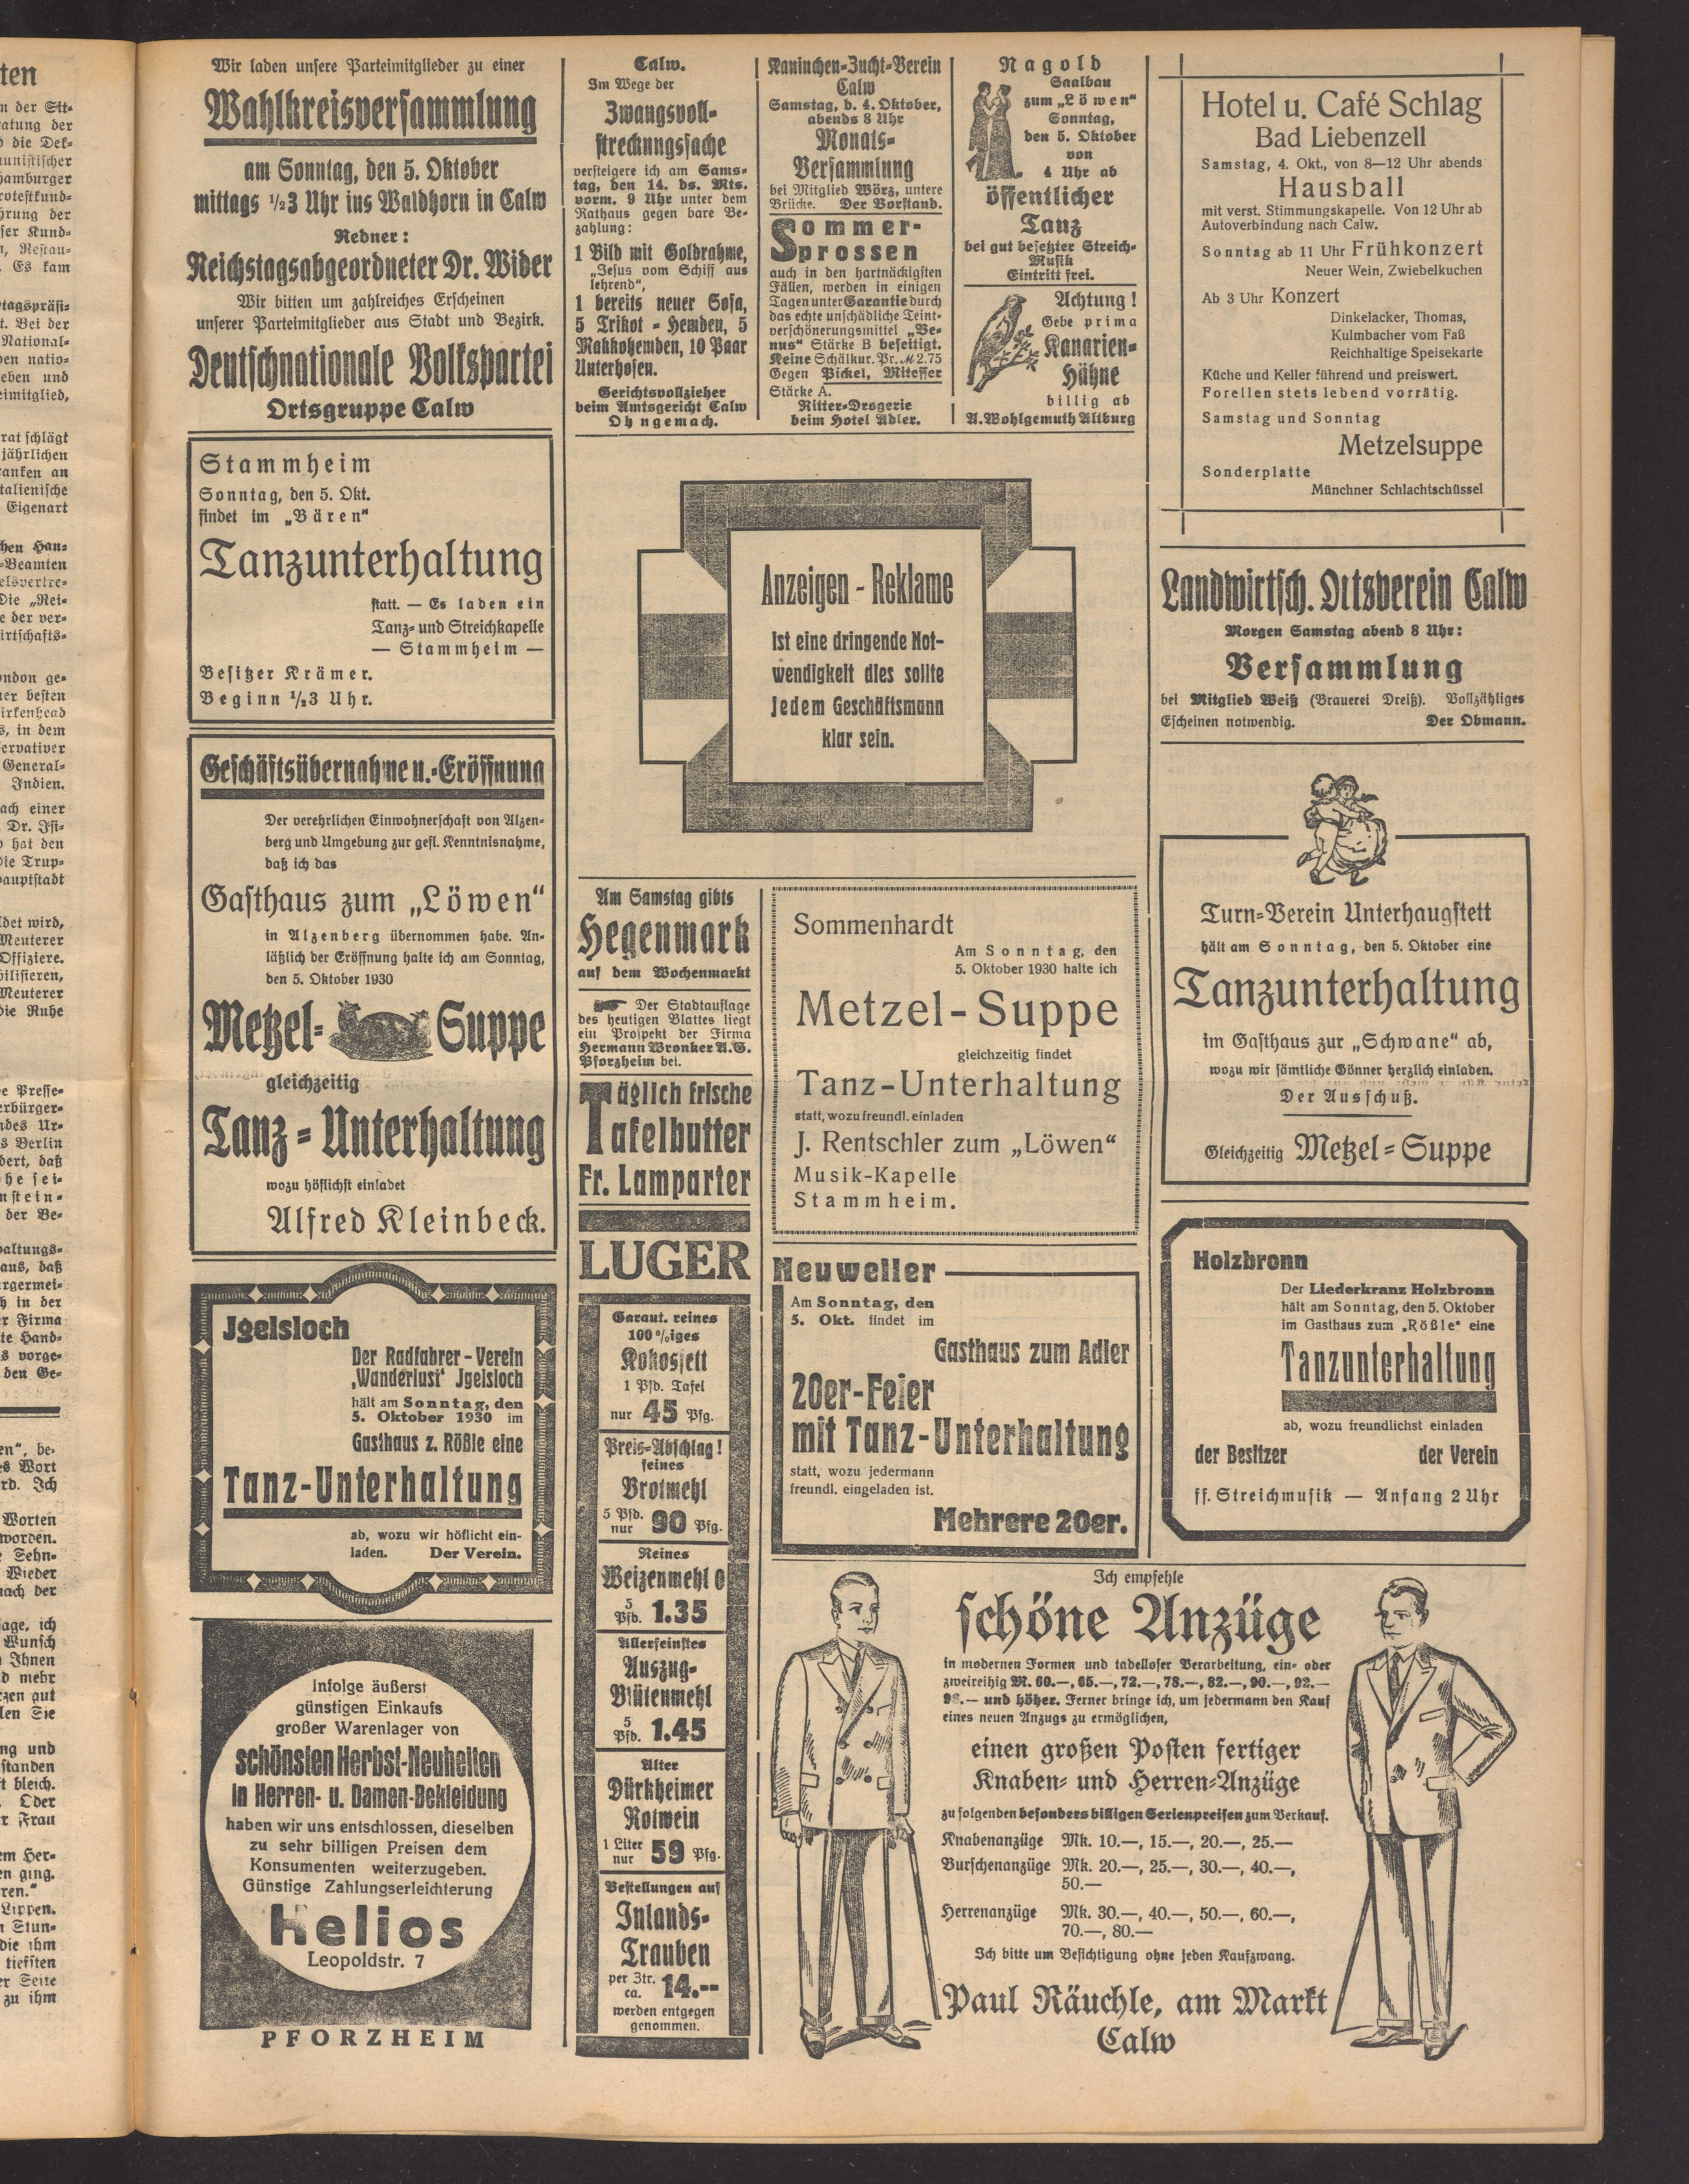 Wir laden unsere Parteimitglieder zu einer
Wahlkreisversammlung
am Sonntag, den 5. Oktober
mittags ½3 Uhr ins Waldhorn in Calw
Redner:
Reichstagsabgeordneter Dr. Wider
Wir bitten um zahlreiches Erscheinen
unserer Parteimitglieder aus Stadt und Bezirk.
Deutschnationale Volkspartei
Ortsgruppe Calw
Stammheim
Sonntag, den 5. Okt.
findet im „Bären“
Tanzunterhaltung
statt. — Es laden ein
Tanz- und Streichkapelle
— Stammheim —
Besitzer Krämer.
Beginn ½3 Uhr.
Geschäftsübernahme u.-Eröffnung
Der verehrlichen Einwohnerschaft von Alzen-
berg und Umgebung zur gefl. Kenntnisnahme,
daß ich das
Gasthaus zum „Löwen“
in Alzenberg übernommen habe. An-
läßlich der Eröffnung halte ich am Sonntag,
den 5. Oktober 1930
Metzel- Suppe
gleichzeitig
Tanz-Unterhaltung
wozu höflichst einladet
Alfred Kleinbeck.
Igelsloch
Der Radfahrer-Verein
‚Wanderlust‘ Igelsloch
hält am Sonntag, den
5. Oktober 1930 im
Gasthaus z. Rößle eine
Tanz-Unterhaltung
ab, wozu wir höflicht ein-
laden. Der Verein.
Infolge äußerst
günstigen Einkaufs
großer Warenlager von
schönsten Herbst-Neuheiten
in Herren- u. Damen-Bekleidung
haben wir uns entschlossen, dieselben
zu sehr billigen Preisen dem
Konsumenten weiterzugeben.
Günstige Zahlungserleichterung
Helios
Leopoldstr. 7
PFORZHEIM
Calw.
Im Wege der
Zwangsvoll-
streckungssache
versteigere ich am Sams-
tag, den 14. ds. Mts.
vorm. 9 Uhr unter dem
Rathaus gegen bare Be-
zahlung:
1 Bild mit Goldrahme,
„Jesus vom Schiff aus
lehrend“,
1 bereits neuer Sofa,
5 Trikot-Hemden, 5
Makkohemden, 10 Paar
Unterhosen.
Gerichtsvollzieher
beim Amtsgericht Calw
Ohngemach.
Kaninchen-Zucht-Verein
Calw
Samstag, d. 4. Oktober,
abends 8 Uhr
Monats-
Versammlung
bei Mitglied Wörz, untere
Brücke. Der Vorstand.
Sommer-
sprossen
auch in den hartnäckigsten
Fällen, werden in einigen
Tagen unter Garantie durch
das echte unschädliche Teint-
verschönerungsmittel „Be-
nus“ Stärke B beseitigt.
Keine Schälkur. Pr. M 2.75
Gegen Pickel, Mitesser
Stärke A.
Ritter-Drogerie
beim Hotel Adler.
Nagold
Saalbau
zum „Löwen“
Sonntag,
den 5. Oktober
von
4 Uhr ab
öffentlicher
Tanz
bei gut besetzter Streich-
Musik
Eintritt frei.
Achtung!
Gebe prima
Kanarien-
Hähne
billig ab
A. Wohlgemuth Altburg
Anzeigen-Reklame
Ist eine dringende Not-
wendigkeit dies sollte
Jedem Geschäftsmann
klar sein.
Am Samstag gibts
Hegenmark
auf dem Wochenmarkt
Der Stadtauflage
des heutigen Blattes liegt
ein Prospekt der Firma
Hermann Wronker A.G.
Pforzheim bei.
Täglich frische
Tafelbutter
Fr. Lamparter
LUGER
Garant. reines
100%iges
Kokosfett
1 Pfd. Tafel
nur 45 Pfg.
Preis-Abschlag!
feines
Brotmehl
5 Pfd.
nur 90 Pfg.
Reines
Weizenmehl 0
5
Pfd. 1.35
Allerfeinstes
Auszug-
Blütenmehl
5
Pfd. 1.45
Alter
Dürkheimer
Rotwein
1 Liter
nur 59 Pfg.
Bestellungen auf
Inlands-
Trauben
per Ztr.
ca. 14.--
werden entgegen
genommen.
Sommenhardt
Am Sonntag, den
5. Oktober 1930 halte ich
Metzel-Suppe
gleichzeitig findet
Tanz-Unterhaltung
statt, wozu freundl. einladen
J. Rentschler zum „Löwen“
Musik-Kapelle
Stammheim.
Neuweiler
Am Sonntag, den
5. Okt. findet im
Gasthaus zum Adler
20er-Feier
mit Tanz-Unterhaltung
statt, wozu jedermann
freundl. eingeladen ist.
Mehrere 20er.
Hotel u. Café Schlag
Bad Liebenzell
Samstag, 4. Okt., von 8—12 Uhr abends
Hausball
mit verst. Stimmungskapelle. Von 12 Uhr ab
Autoverbindung nach Calw.
Sonntag ab 11 Uhr Frühkonzert
Neuer Wein, Zwiebelkuchen
Ab 3 Uhr Konzert
Dinkelacker, Thomas,
Kulmbacher vom Faß
Reichhaltige Speisekarte
Küche und Keller führend und preiswert.
Forellen stets lebend vorrätig.
Samstag und Sonntag
Metzelsuppe
Sonderplatte
Münchner Schlachtschüssel
Landwirtsch. Ortsverein Calw
Morgen Samstag abend 8 Uhr:
Versammlung
bei Mitglied Weiß (Brauerei Dreiß). Vollzähliges
Escheinen notwendig. Der Obmann.
Turn-Verein Unterhaugstett
hält am Sonntag, den 5. Oktober eine
Tanzunterhaltung
im Gasthaus zur „Schwane“ ab,
wozu wir sämtliche Gönner herzlich einladen.
Der Ausschuß.
Gleichzeitig Metzel-Suppe
Holzbronn
Der Liederkranz Holzbronn
hält am Sonntag, den 5. Oktober
im Gasthaus zum „Rößle“ eine
Tanzunterhaltung
ab, wozu freundlichst einladen
der Besitzer der Verein
ff. Streichmusik — Anfang 2 Uhr
Ich empfehle
schöne Anzüge
in modernen Formen und tadelloser Verarbeitung, ein- oder
zweireihig M. 60.—, 65.—, 72.—, 78.—, 82.—, 90.—, 92.—
98.— und höher. Ferner bringe ich, um jedermann den Kauf
eines neuen Anzugs zu ermöglichen,
einen großen Posten fertiger
Knaben- und Herren-Anzüge
zu folgenden besonders billigen Serienpreisen zum Verkauf.
Knabenanzüge Mk. 10.—, 15.—, 20.—, 25.—
Burschenanzüge Mk. 20.—, 25.—, 30.—, 40.—,
50.—
Herrenanzüge Mk. 30.—, 40.—, 50.—, 60.—,
70.—, 80.—
Ich bitte um Besichtigung ohne jeden Kaufzwang.
Paul Räuchle, am Markt
Calw